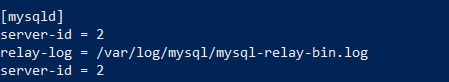 [mysqld]
server-id = 2
relay-log = /var/log/mysql/mysql-relay-bin.log
server-id = 2